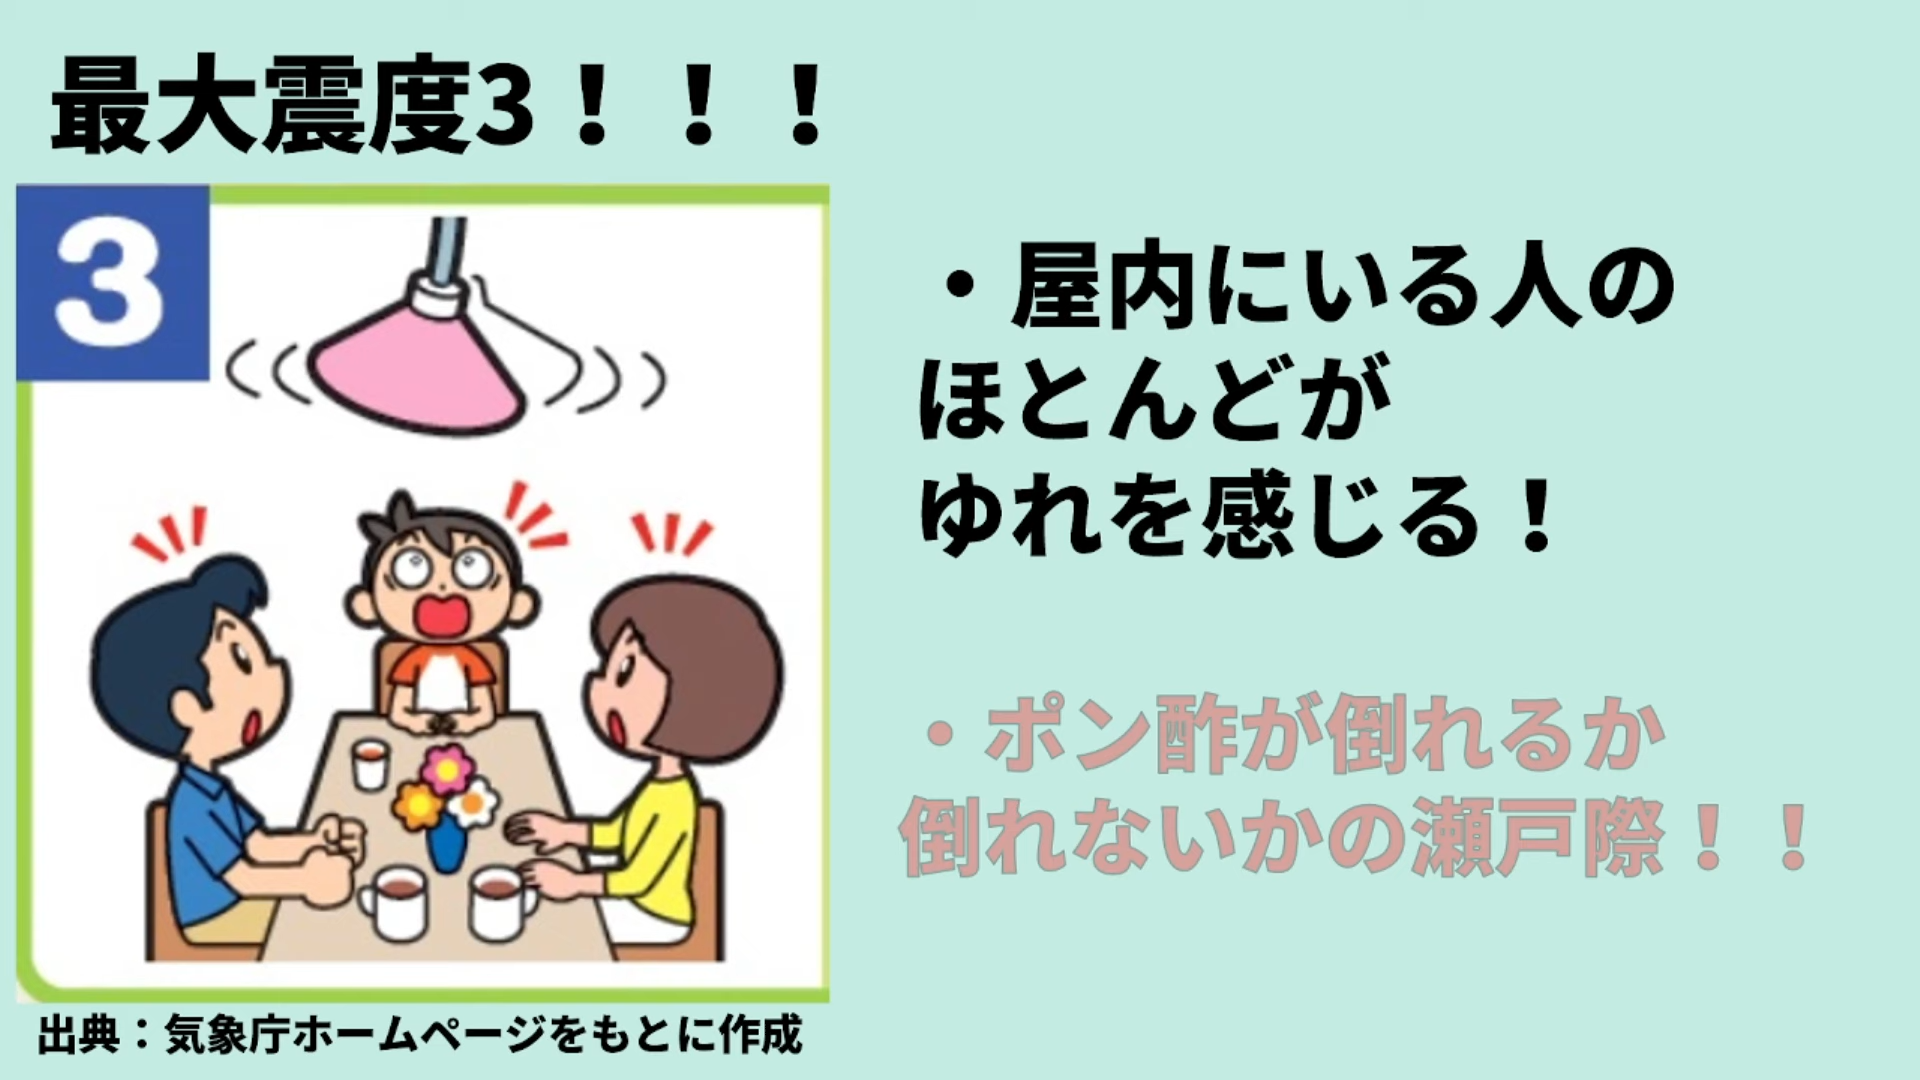 最大震度3！！！
3
・屋内にいる人の
ほとんどが
ゆれを感じる！
・ポン酢が倒れるか
倒れないかの瀬戸際！！
出典：気象庁ホームページをもとに作成